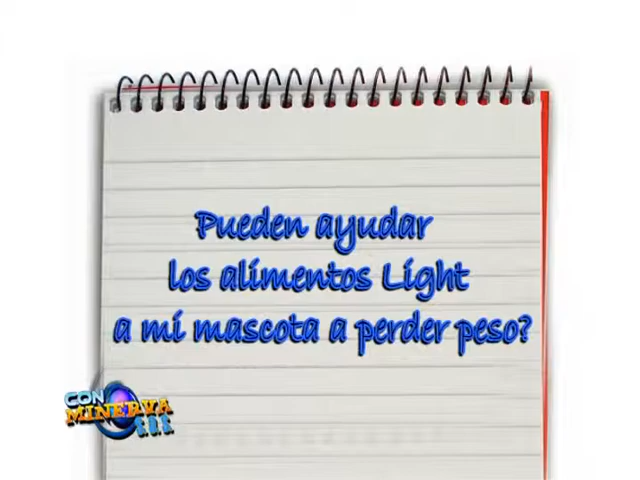 Pueden ayudar
los alimentos Light
a mi mascota a perder peso?
CON
MINERVA